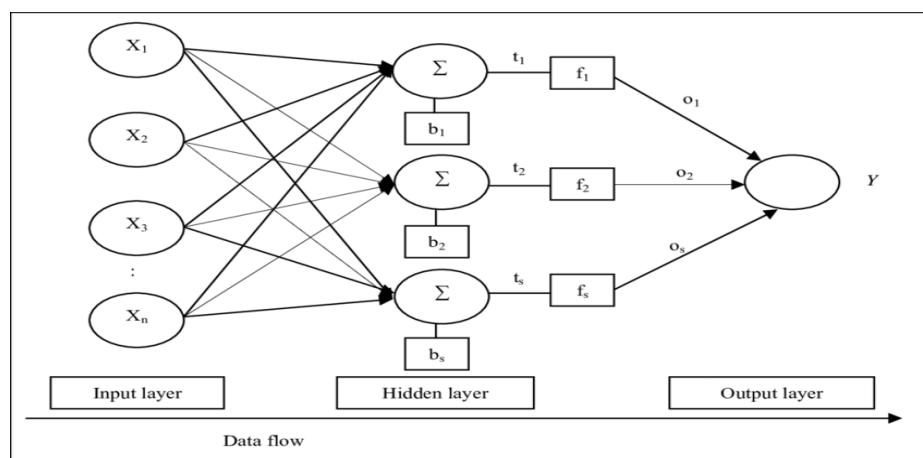 X1
X2
X3
:
Xn
Σ
b1
Σ
b2
Σ
bs
t1
f1
t2
f2
ts
fs
o1
o2
os
Y
Input layer
Hidden layer
Output layer
Data flow